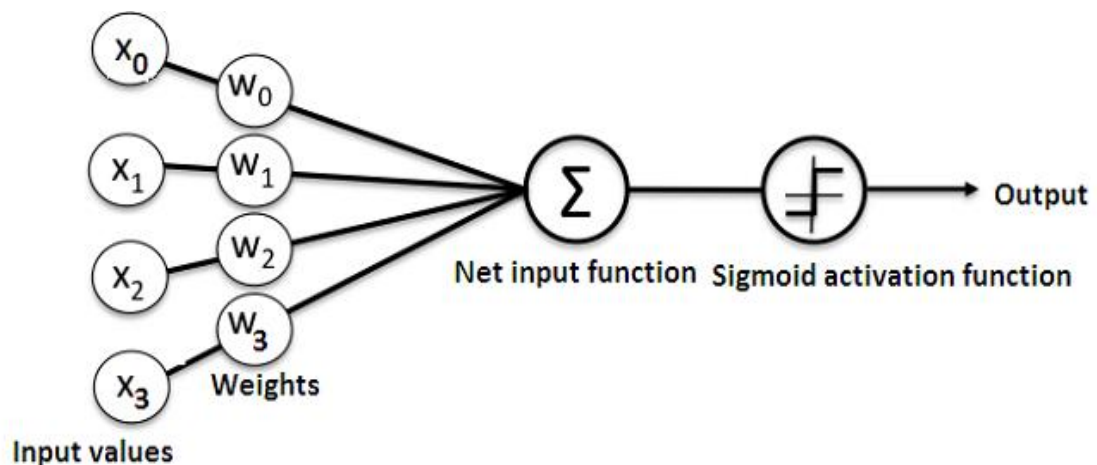 x0
w0
x1
w1
x2
w2
x3
w3
Σ
Output
Net input function
Sigmoid activation function
Weights
Input values